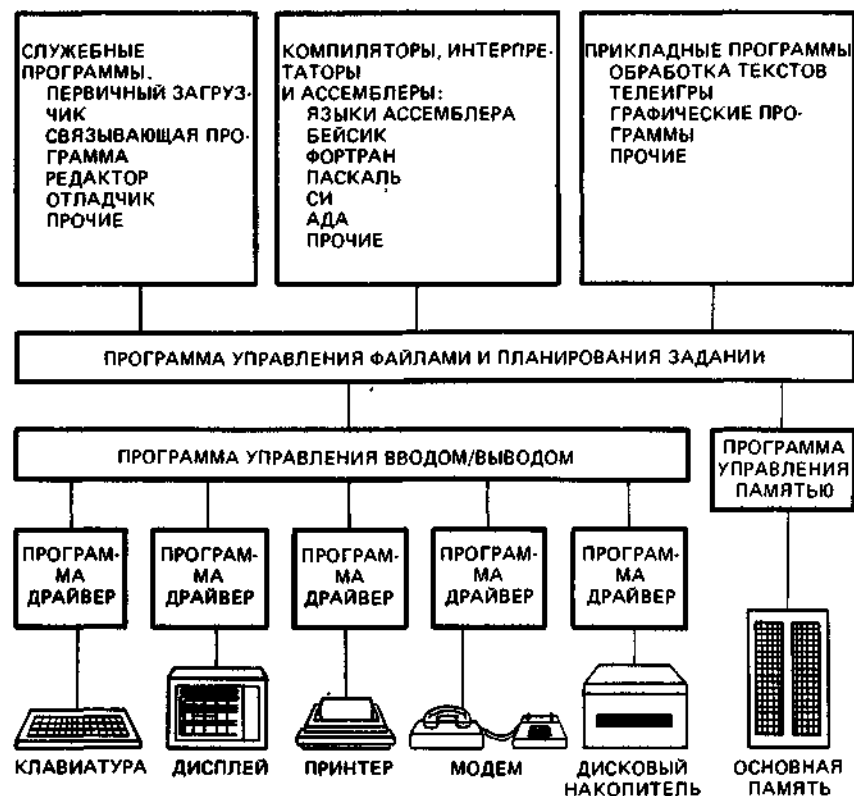 СЛУЖЕБНЫЕ
ПРОГРАММЫ.
ПЕРВИЧНЫЙ ЗАГРУЗ-
ЧИК
СВЯЗЫВАЮЩАЯ ПРО-
ГРАММА
РЕДАКТОР
ОТЛАДЧИК
ПРОЧИЕ
КОМПИЛЯТОРЫ, ИНТЕРПРЕ-
ТАТОРЫ
И АССЕМБЛЕРЫ:
ЯЗЫКИ АССЕМБЛЕРА
БЕЙСИК
ФОРТРАН
ПАСКАЛЬ
СИ
АДА
ПРОЧИЕ
ПРИКЛАДНЫЕ ПРОГРАММЫ
ОБРАБОТКА ТЕКСТОВ
ТЕЛЕИГРЫ
ГРАФИЧЕСКИЕ ПРО-
ГРАММЫ
ПРОЧИЕ
ПРОГРАММА УПРАВЛЕНИЯ ФАЙЛАМИ И ПЛАНИРОВАНИЯ ЗАДАНИИ
ПРОГРАММА УПРАВЛЕНИЯ ВВОДОМ/ВЫВОДОМ
ПРОГРАММА
УПРАВЛЕНИЯ
ПАМЯТЬЮ
ПРОГРАМ-
МА
ДРАЙВЕР
ПРОГРАМ-
МА
ДРАЙВЕР
ПРОГРАМ-
МА
ДРАЙВЕР
ПРОГРАМ-
МА
ДРАЙВЕР
ПРОГРАМ-
МА
ДРАЙВЕР
КЛАВИАТУРА
ДИСПЛЕЙ
ПРИНТЕР
МОДЕМ
ДИСКОВЫЙ
НАКОПИТЕЛЬ
ОСНОВНАЯ
ПАМЯТЬ